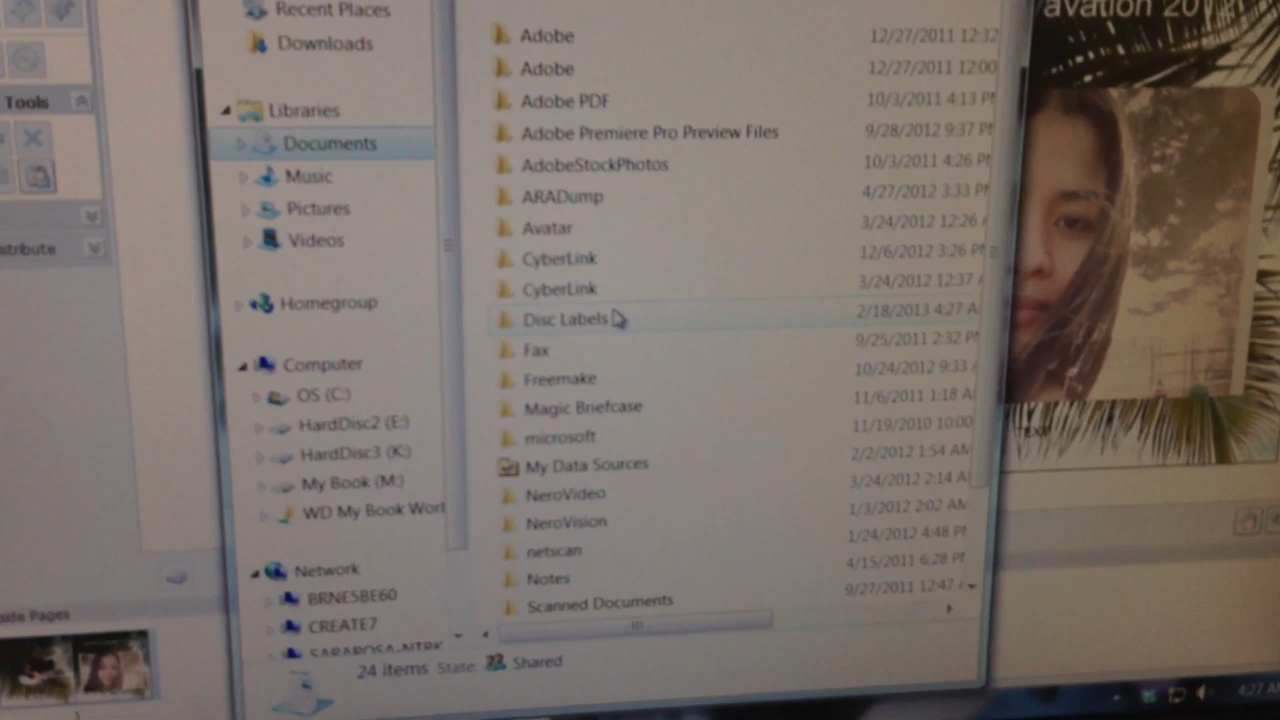 Recent Places
Downloads
Libraries
Documents
Music
Pictures
Videos
Homegroup
Computer
OS (C:)
HardDisc2 (E:)
HardDisc3 (K:)
My Book (M:)
WD My Book Worl
Network
BRNE5BE60
CREATE7
Tools
stribute
Pages
Adobe 12/27/2011 12:32
Adobe 12/27/2011 12:00
Adobe PDF 10/3/2011 4:13 PM
Adobe Premiere Pro Preview Files 9/28/2012 9:37 PM
AdobeStockPhotos 10/3/2011 4:26 PM
ARADump 4/27/2012 3:33 PM
Avatar 3/24/2012 12:26 A
CyberLink 12/6/2012 3:26 PM
CyberLink 3/24/2012 12:37 A
Disc Labels 2/18/2013 4:27 A
Fax 9/25/2011 2:32 PM
Freemake 10/24/2012 9:33 A
Magic Briefcase 11/6/2011 1:18 A
microsoft 11/19/2010 10:00
My Data Sources 2/2/2012 1:54 AM
NeroVideo 3/24/2012 2:14 A
NeroVision 1/3/2012 2:02 AM
netscan 1/24/2012 4:48 PM
Notes 4/15/2011 6:28 PM
Scanned Documents 9/27/2011 12:47 A
24 items State: Shared
avation 20
TEXT
4:27 AM